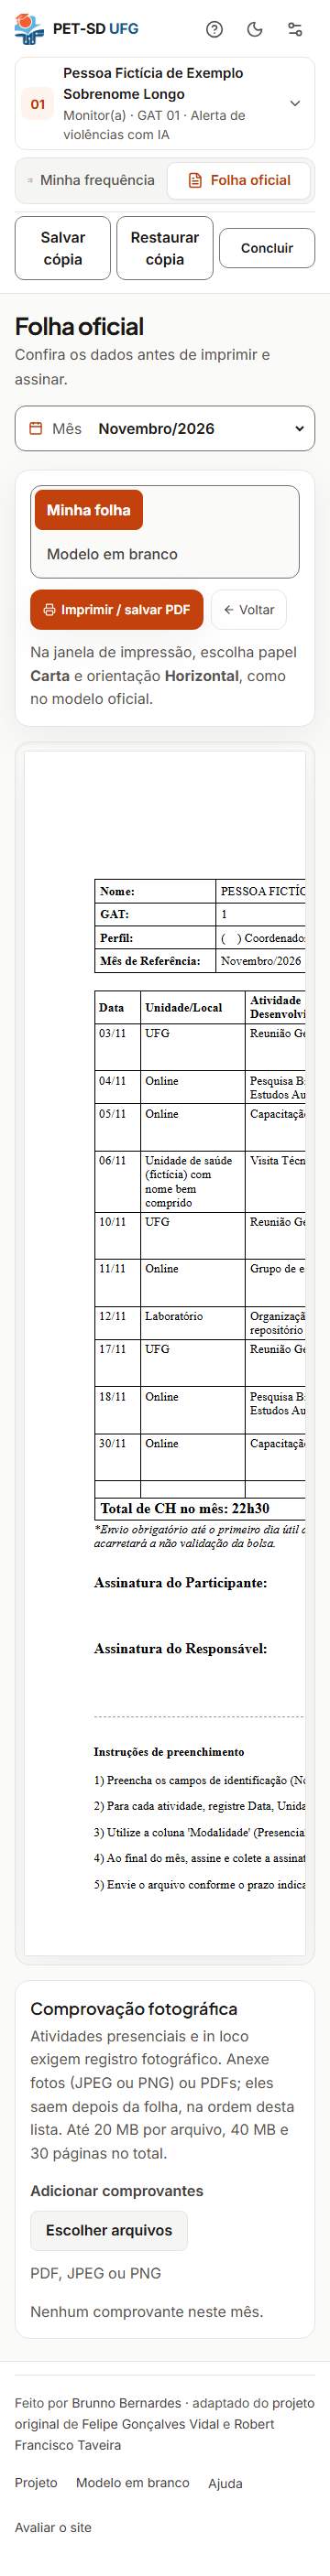 PET-SD UFG
01
Pessoa Fictícia de Exemplo
Sobrenome Longo
Monitor(a) · GAT 01 · Alerta de
violências com IA
Minha frequência
Folha oficial
Salvar
cópia
Restaurar
cópia
Concluir
Folha oficial
Confira os dados antes de imprimir e
assinar.
Mês Novembro/2026
Minha folha
Modelo em branco
Imprimir / salvar PDF
Voltar
Na janela de impressão, escolha papel
Carta e orientação Horizontal, como
no modelo oficial.
Nome: PESSOA FICTÍC
GAT: 1
Perfil: ( ) Coordenado
Mês de Referência: Novembro/2026
Data Unidade/Local Atividade
Desenvolvi
03/11 UFG Reunião Ge
04/11 Online Pesquisa B
Estudos Au
05/11 Online Capacitaçã
06/11 Unidade de saúde Visita Técn
(fictícia) com
nome bem
comprido
10/11 UFG Reunião Ge
11/11 Online Grupo de e
12/11 Laboratório Organizaçã
repositório
17/11 UFG Reunião Ge
18/11 Online Pesquisa B
Estudos Au
30/11 Online Capacitaçã
Total de CH no mês: 22h30
*Envio obrigatório até o primeiro dia útil
acarretará a não validação da bolsa.
Assinatura do Participante:
Assinatura do Responsável:
Instruções de preenchimento
1) Preencha os campos de identificação (No
2) Para cada atividade, registre Data, Unida
3) Utilize a coluna 'Modalidade' (Presencia
4) Ao final do mês, assine e colete a assinat
5) Envie o arquivo conforme o prazo indica
Comprovação fotográfica
Atividades presenciais e in loco
exigem registro fotográfico. Anexe
fotos (JPEG ou PNG) ou PDFs; eles
saem depois da folha, na ordem desta
lista. Até 20 MB por arquivo, 40 MB e
30 páginas no total.
Adicionar comprovantes
Escolher arquivos
PDF, JPEG ou PNG
Nenhum comprovante neste mês.
Feito por Brunno Bernardes · adaptado do projeto
original de Felipe Gonçalves Vidal e Robert
Francisco Taveira
Projeto Modelo em branco Ajuda
Avaliar o site